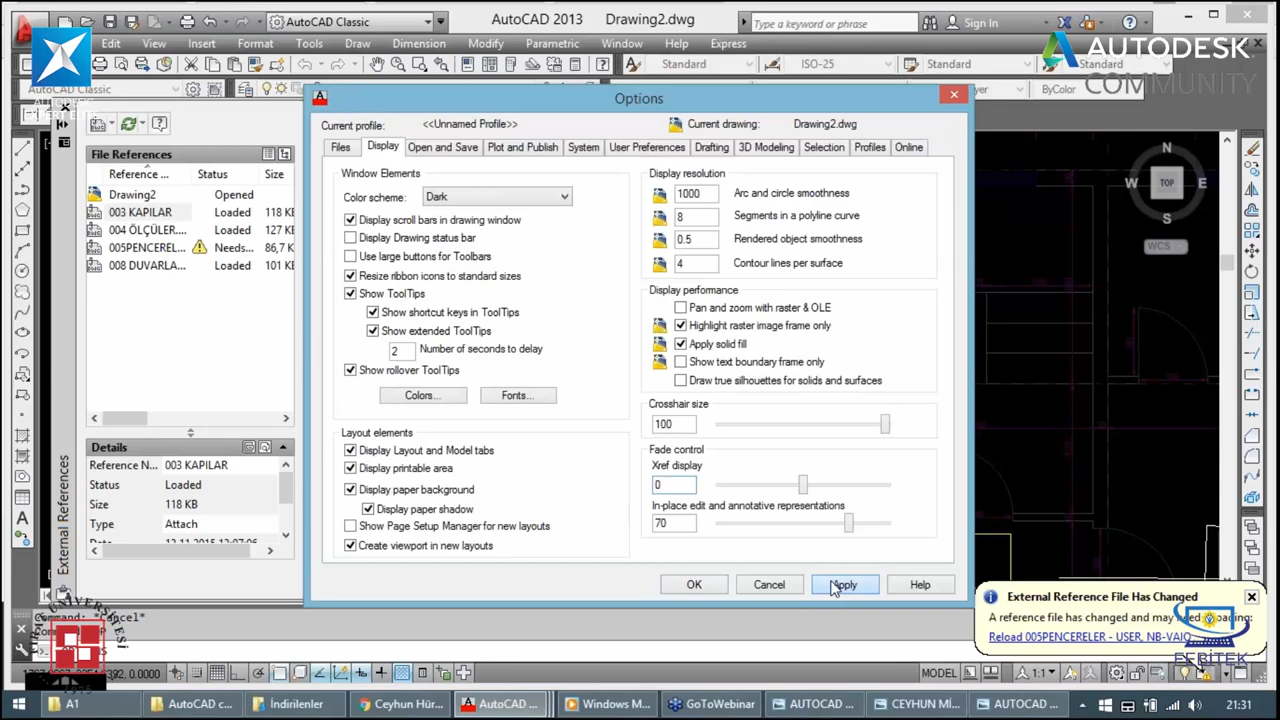 AutoCAD Classic
AutoCAD 2013 Drawing2.dwg
Type a keyword or phrase
Sign In
Edit View Insert Format Tools Draw Dimension Modify Parametric Window Help Express
AUTODESK
COMMUNITY
Standard
ISO-25
Standard
Standard
AutoCAD Classic
ByColor
File References
Reference ... Status Size
Drawing2 Opened
003 KAPILAR Loaded 118 KB
004 ÖLÇÜLER... Loaded 127 KB
005PENCEREL... Needs... 86,7 K
008 DUVARLA... Loaded 101 KB
Details
Reference N... 003 KAPILAR
Status Loaded
Size 118 KB
Type Attach
External References
Options
Current profile: <<Unnamed Profile>>
Current drawing: Drawing2.dwg
Files Display Open and Save Plot and Publish System User Preferences Drafting 3D Modeling Selection Profiles Online
Window Elements
Color scheme: Dark
Display scroll bars in drawing window
Display Drawing status bar
Use large buttons for Toolbars
Resize ribbon icons to standard sizes
Show ToolTips
Show shortcut keys in ToolTips
Show extended ToolTips
2 Number of seconds to delay
Show rollover ToolTips
Colors... Fonts...
Layout elements
Display Layout and Model tabs
Display printable area
Display paper background
Display paper shadow
Show Page Setup Manager for new layouts
Create viewport in new layouts
Display resolution
1000 Arc and circle smoothness
8 Segments in a polyline curve
0.5 Rendered object smoothness
4 Contour lines per surface
Display performance
Pan and zoom with raster & OLE
Highlight raster image frame only
Apply solid fill
Show text boundary frame only
Draw true silhouettes for solids and surfaces
Crosshair size
100
Fade control
Xref display
0
In-place edit and annotative representations
70
OK Cancel Apply Help
N
W TOP E
S
WCS
External Reference File Has Changed
A reference file has changed and may
Reload 005PENCERELER - USER, NB-VAIO
MODEL
1:1
A1
AutoCAD c...
İndirilenler
Ceyhun Hür...
AutoCAD ...
Windows M...
GoToWebinar
AUTOCAD ...
CEYHUN Mİ...
AUTOCAD ...
21:31